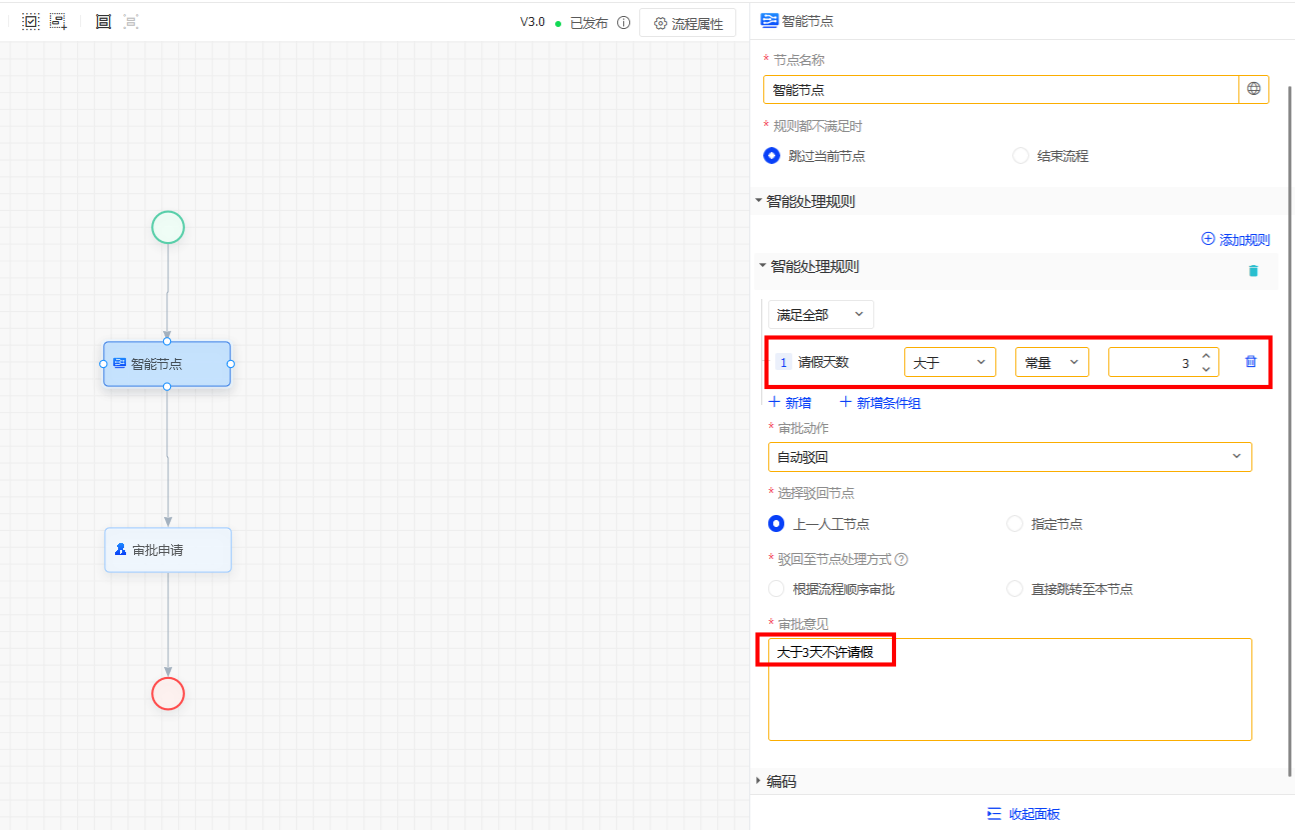 V3.0 已发布 流程属性
智能节点
审批申请
智能节点
* 节点名称
智能节点
* 规则都不满足时
跳过当前节点 结束流程
智能处理规则
添加规则
智能处理规则
满足全部
1 请假天数 大于 常量 3
新增 新增条件组
* 审批动作
自动驳回
* 选择驳回节点
上一人工节点 指定节点
* 驳回至节点处理方式
根据流程顺序审批 直接跳转至本节点
* 审批意见
大于3天不许请假
编码
收起面板